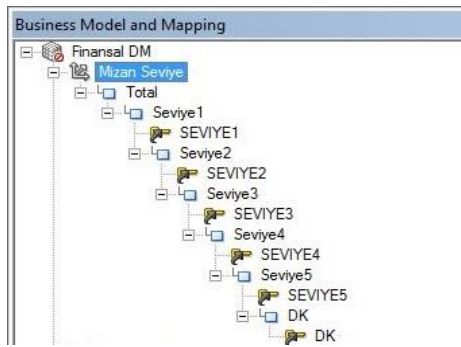 Business Model and Mapping
Finansal DM
Mizan Seviye
Total
Seviye1
SEVIYE1
Seviye2
SEVIYE2
Seviye3
SEVIYE3
Seviye4
SEVIYE4
Seviye5
SEVIYE5
DK
DK